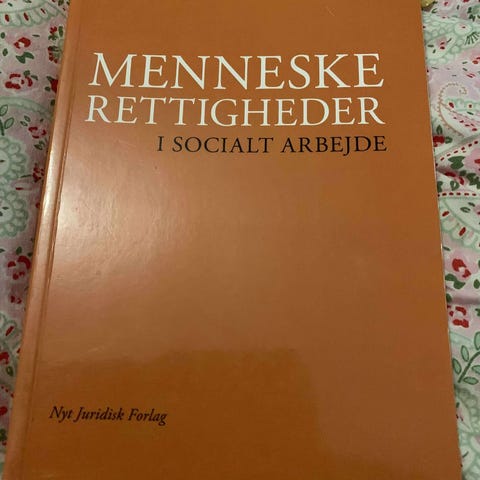 MENNESKE
RETTIGHEDER
I SOCIALT ARBEJDE
Nyt Juridisk Forlag